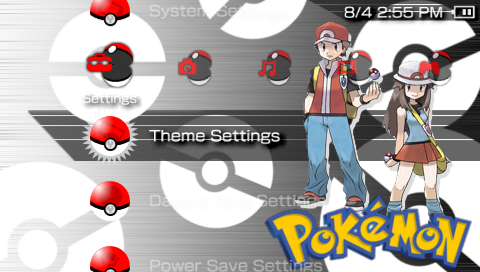 System Settings
8/4 2:55 PM
Settings
Theme Settings
Date & Time Settings
POKéMON
Power Save Settings